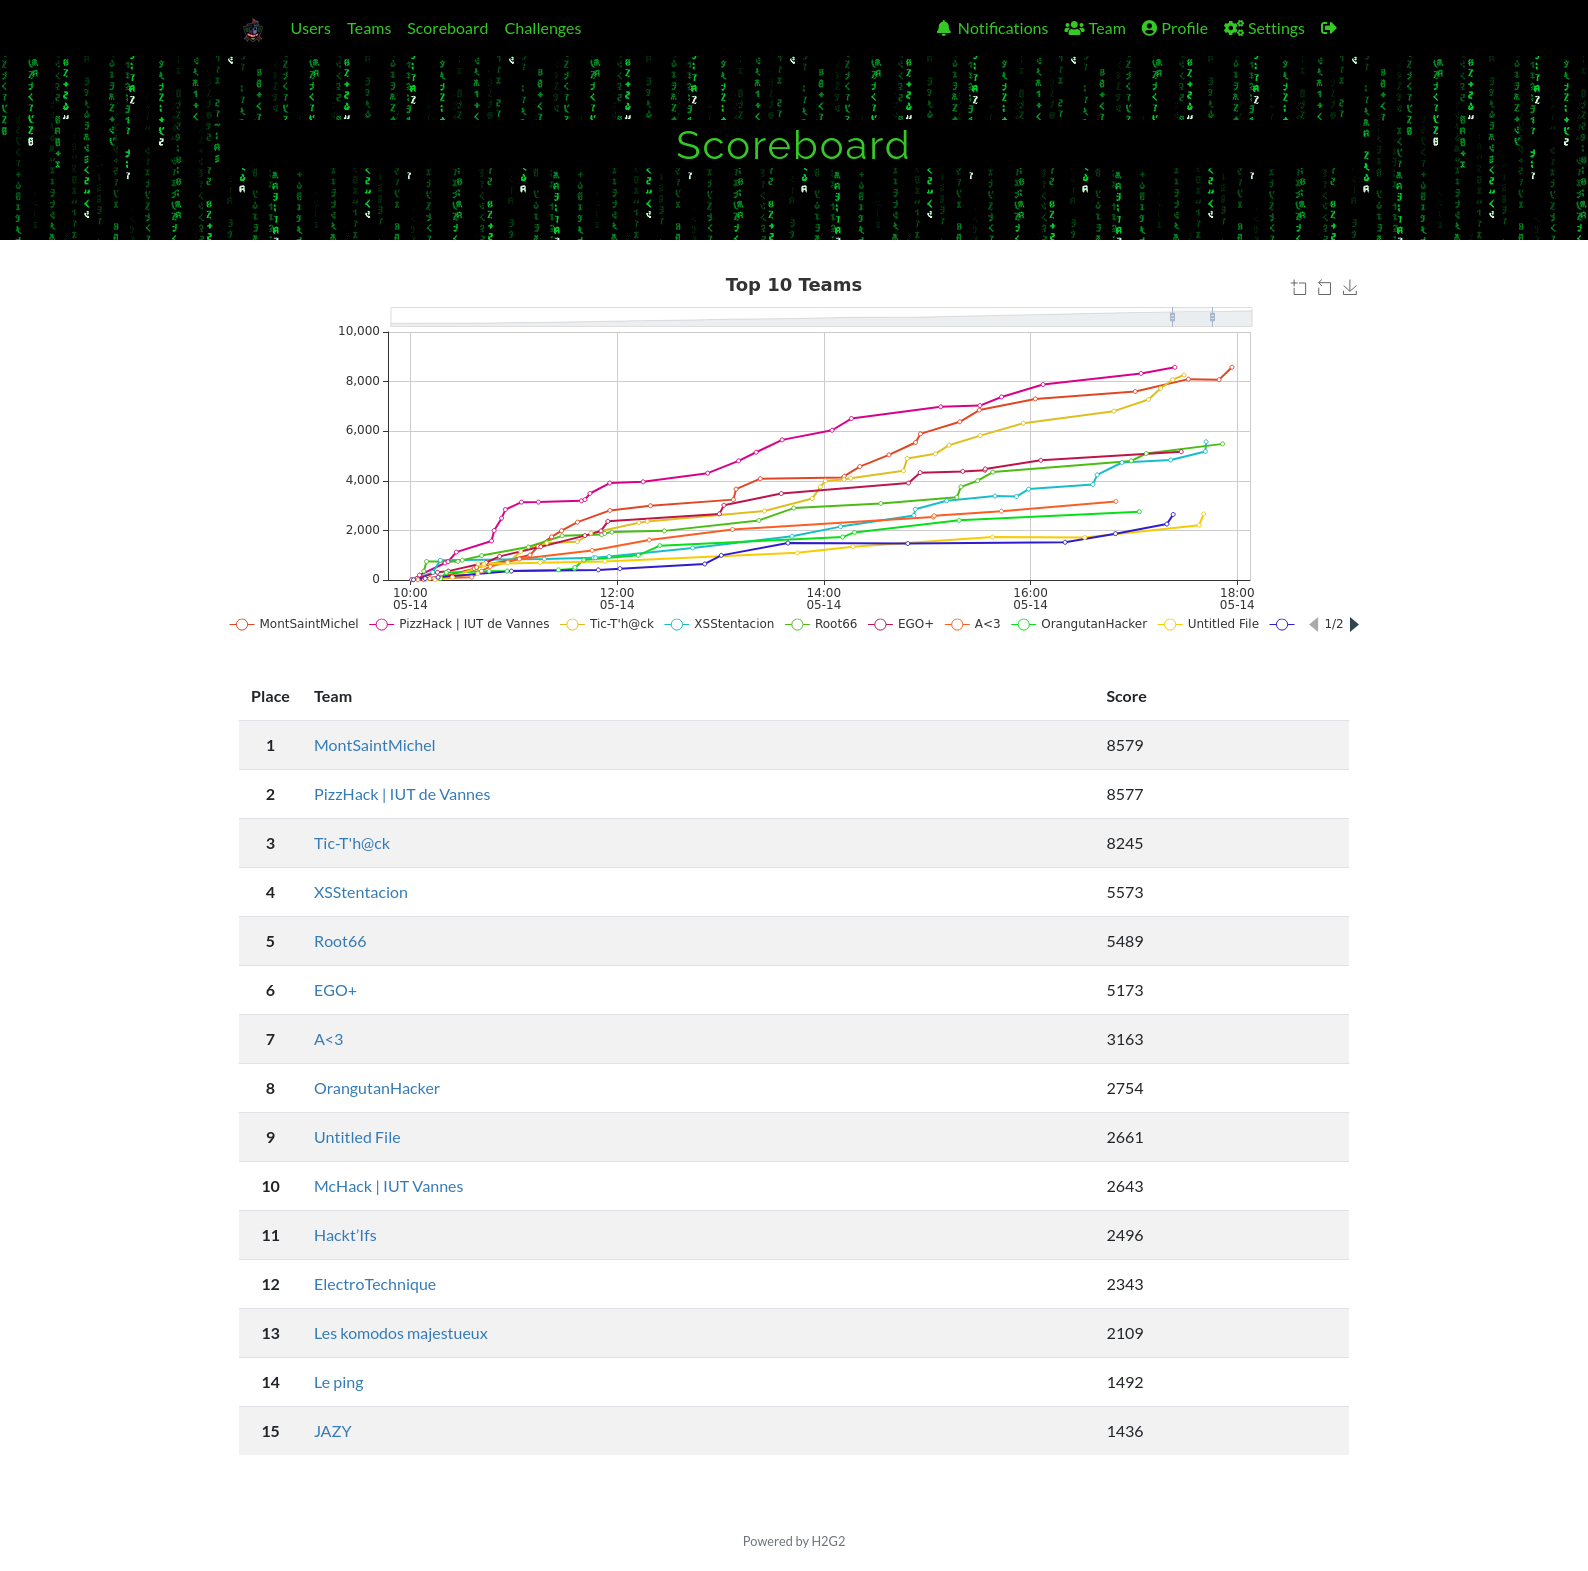 Users Teams Scoreboard Challenges Notifications Team Profile Settings
Scoreboard
Top 10 Teams
10,000
8,000
6,000
4,000
2,000
0
10:00 12:00 14:00 16:00 18:00
05-14 05-14 05-14 05-14 05-14
MontSaintMichel PizzHack | IUT de Vannes Tic-T'h@ck XSStentacion Root66 EGO+ A<3 OrangutanHacker Untitled File 1/2
Place Team Score
1 MontSaintMichel 8579
2 PizzHack | IUT de Vannes 8577
3 Tic-T'h@ck 8245
4 XSStentacion 5573
5 Root66 5489
6 EGO+ 5173
7 A<3 3163
8 OrangutanHacker 2754
9 Untitled File 2661
10 McHack | IUT Vannes 2643
11 Hackt’Ifs 2496
12 ElectroTechnique 2343
13 Les komodos majestueux 2109
14 Le ping 1492
15 JAZY 1436
Powered by H2G2